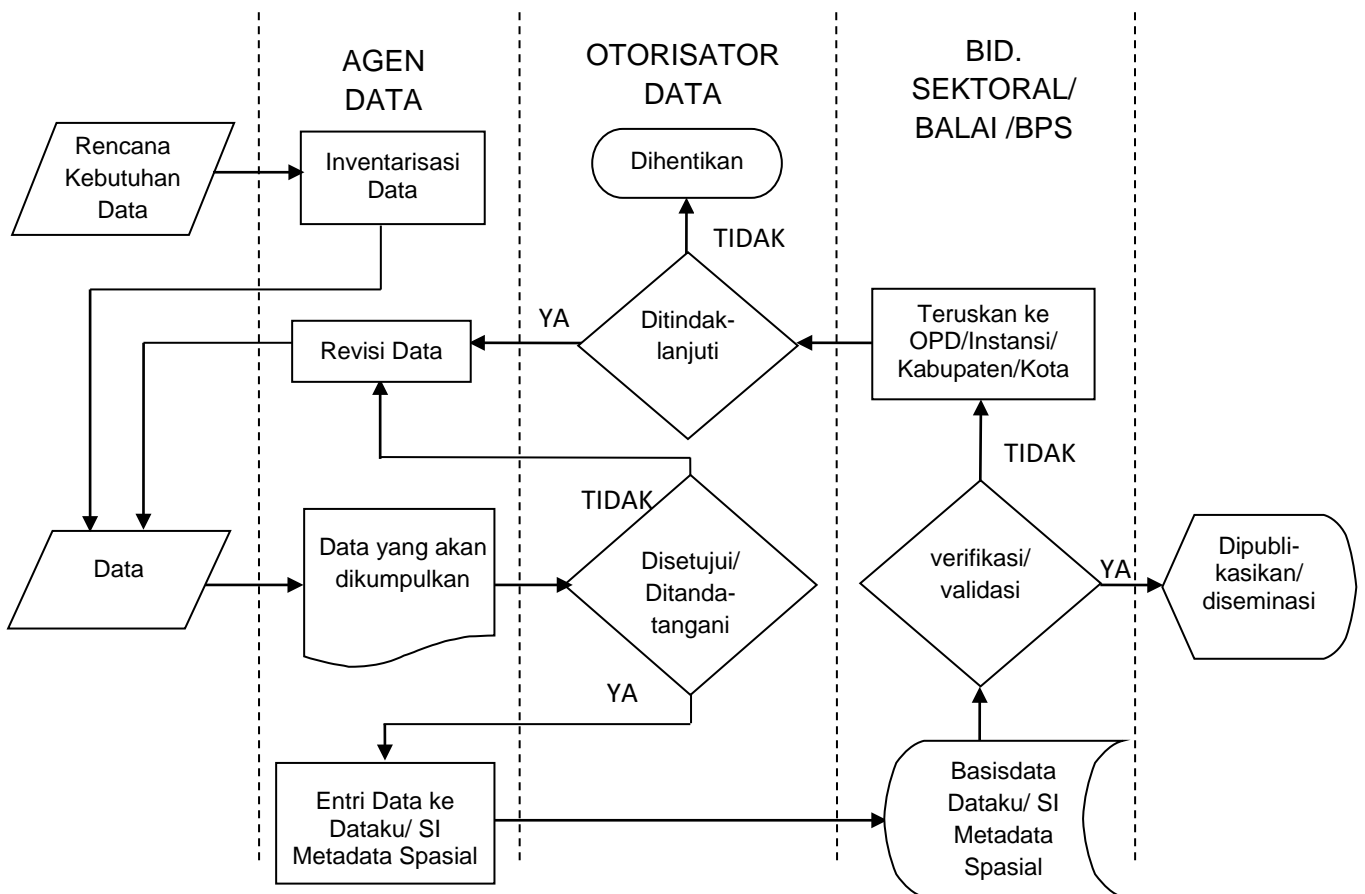 AGEN
DATA
OTORISATOR
DATA
BID.
SEKTORAL/
BALAI /BPS
Rencana
Kebutuhan
Data
Inventarisasi
Data
Dihentikan
TIDAK
YA
Ditindak-
lanjuti
Teruskan ke
OPD/Instansi/
Kabupaten/Kota
Revisi Data
TIDAK
TIDAK
Data
Data yang akan
dikumpulkan
Disetujui/
Ditanda-
tangani
verifikasi/
validasi
YA
Dipubli-
kasikan/
diseminasi
YA
Entri Data ke
Dataku/ SI
Metadata Spasial
Basisdata
Dataku/ SI
Metadata
Spasial